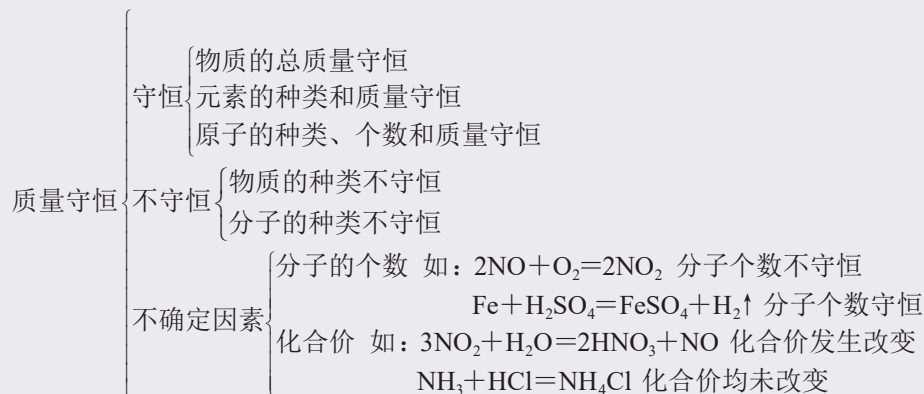 物质的总质量守恒
守恒
元素的种类和质量守恒
原子的种类、个数和质量守恒
质量守恒
不守恒
物质的种类不守恒
分子的种类不守恒
不确定因素
分子的个数 如：2NO＋O₂＝2NO₂ 分子个数不守恒
Fe＋H₂SO₄＝FeSO₄＋H₂↑ 分子个数守恒
化合价 如：3NO₂＋H₂O＝2HNO₃＋NO 化合价发生改变
NH₃＋HCl＝NH₄Cl 化合价均未改变